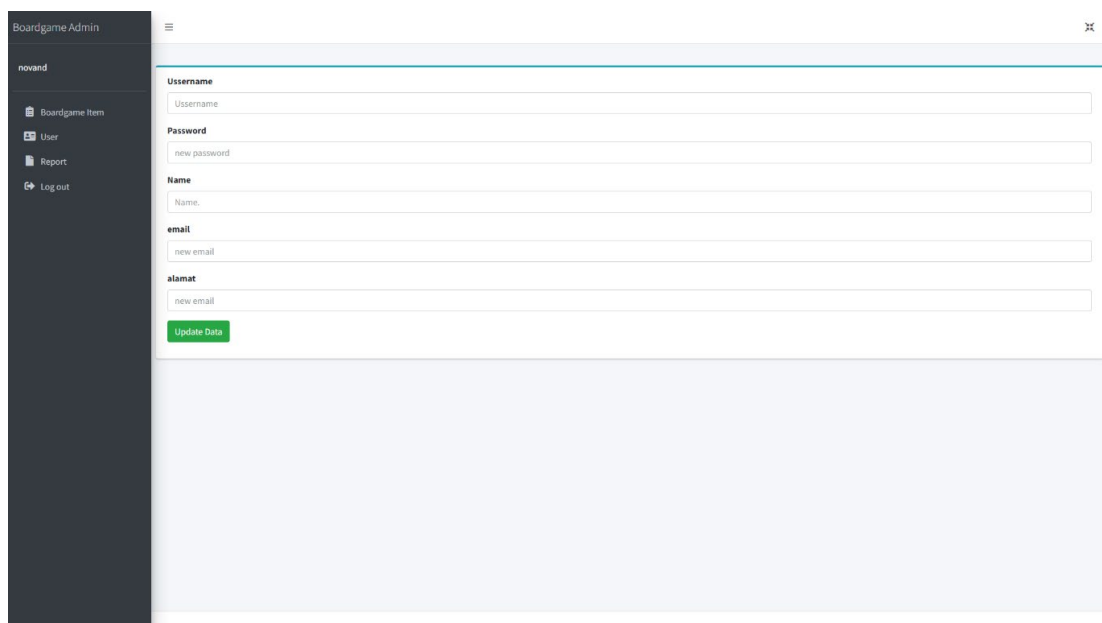 Boardgame Admin
novand
Boardgame Item
User
Report
Log out
Ussername
Ussername
Password
new password
Name
Name.
email
new email
alamat
new email
Update Data